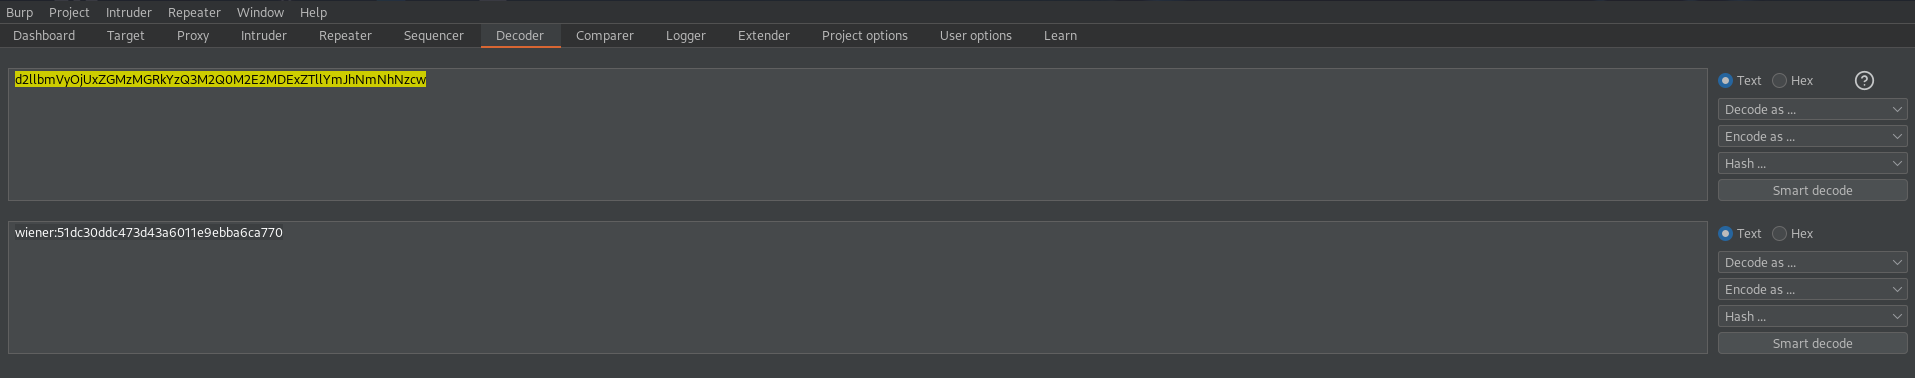 Burp Project Intruder Repeater Window Help
Dashboard Target Proxy Intruder Repeater Sequencer Decoder Comparer Logger Extender Project options User options Learn
d2llbmVyOjUxZGMzMGRkYzQ3M2Q0M2E2MDExZTllYmJhNmNhNzcw
Text Hex ?
Decode as ...
Encode as ...
Hash ...
Smart decode
wiener:51dc30ddc473d43a6011e9ebba6ca770
Text Hex
Decode as ...
Encode as ...
Hash ...
Smart decode